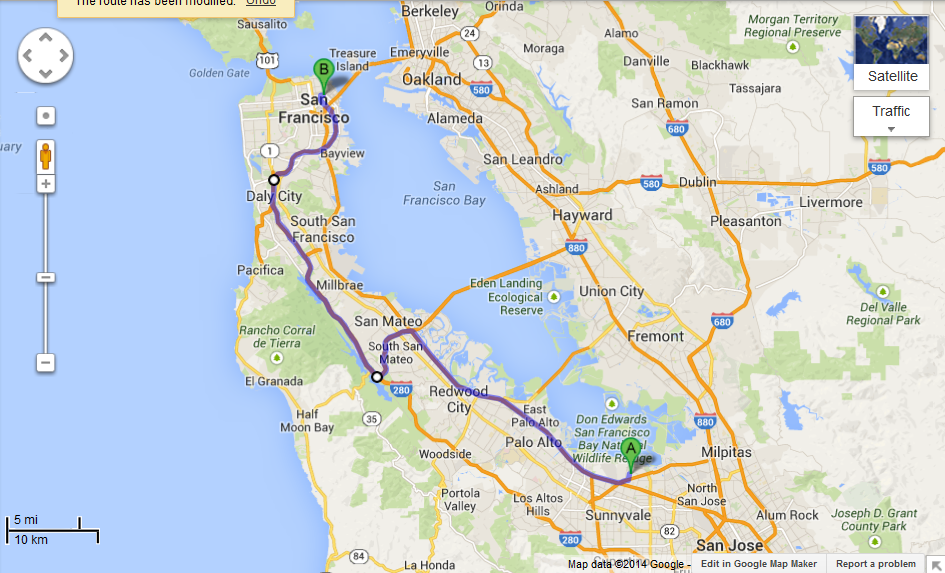 The route has been modified. Undo
Sausalito
Berkeley
Orinda
24
Moraga
Alamo
Morgan Territory
Regional Preserve
Satellite
Traffic
101
Golden Gate
Treasure
Island
Emeryville
13
Oakland
580
Danville
Blackhawk
Tassajara
B
San
Francisco
Alameda
San Ramon
680
1
Bayview
San Leandro
580
Daly City
San
Francisco Bay
Ashland
580
Dublin
Livermore
South San
Francisco
Hayward
Pleasanton
880
Pacifica
Millbrae
Eden Landing
Ecological
Reserve
Union City
Del Valle
Regional Park
Rancho Corral
de Tierra
San Mateo
680
South San
Mateo
Fremont
El Granada
280
Redwood
City
Half
Moon Bay
35
East
Palo Alto
Don Edwards
San Francisco
Bay National
Wildlife Refuge
880
Palo Alto
A
Woodside
Milpitas
Portola
Valley
Los Altos
Hills
North
San Jose
Sunnyvale
Alum Rock
Joseph D. Grant
County Park
5 mi
10 km
82
280
San Jose
84
La Honda
Map data ©2014 Google -
Edit in Google Map Maker
Report a problem